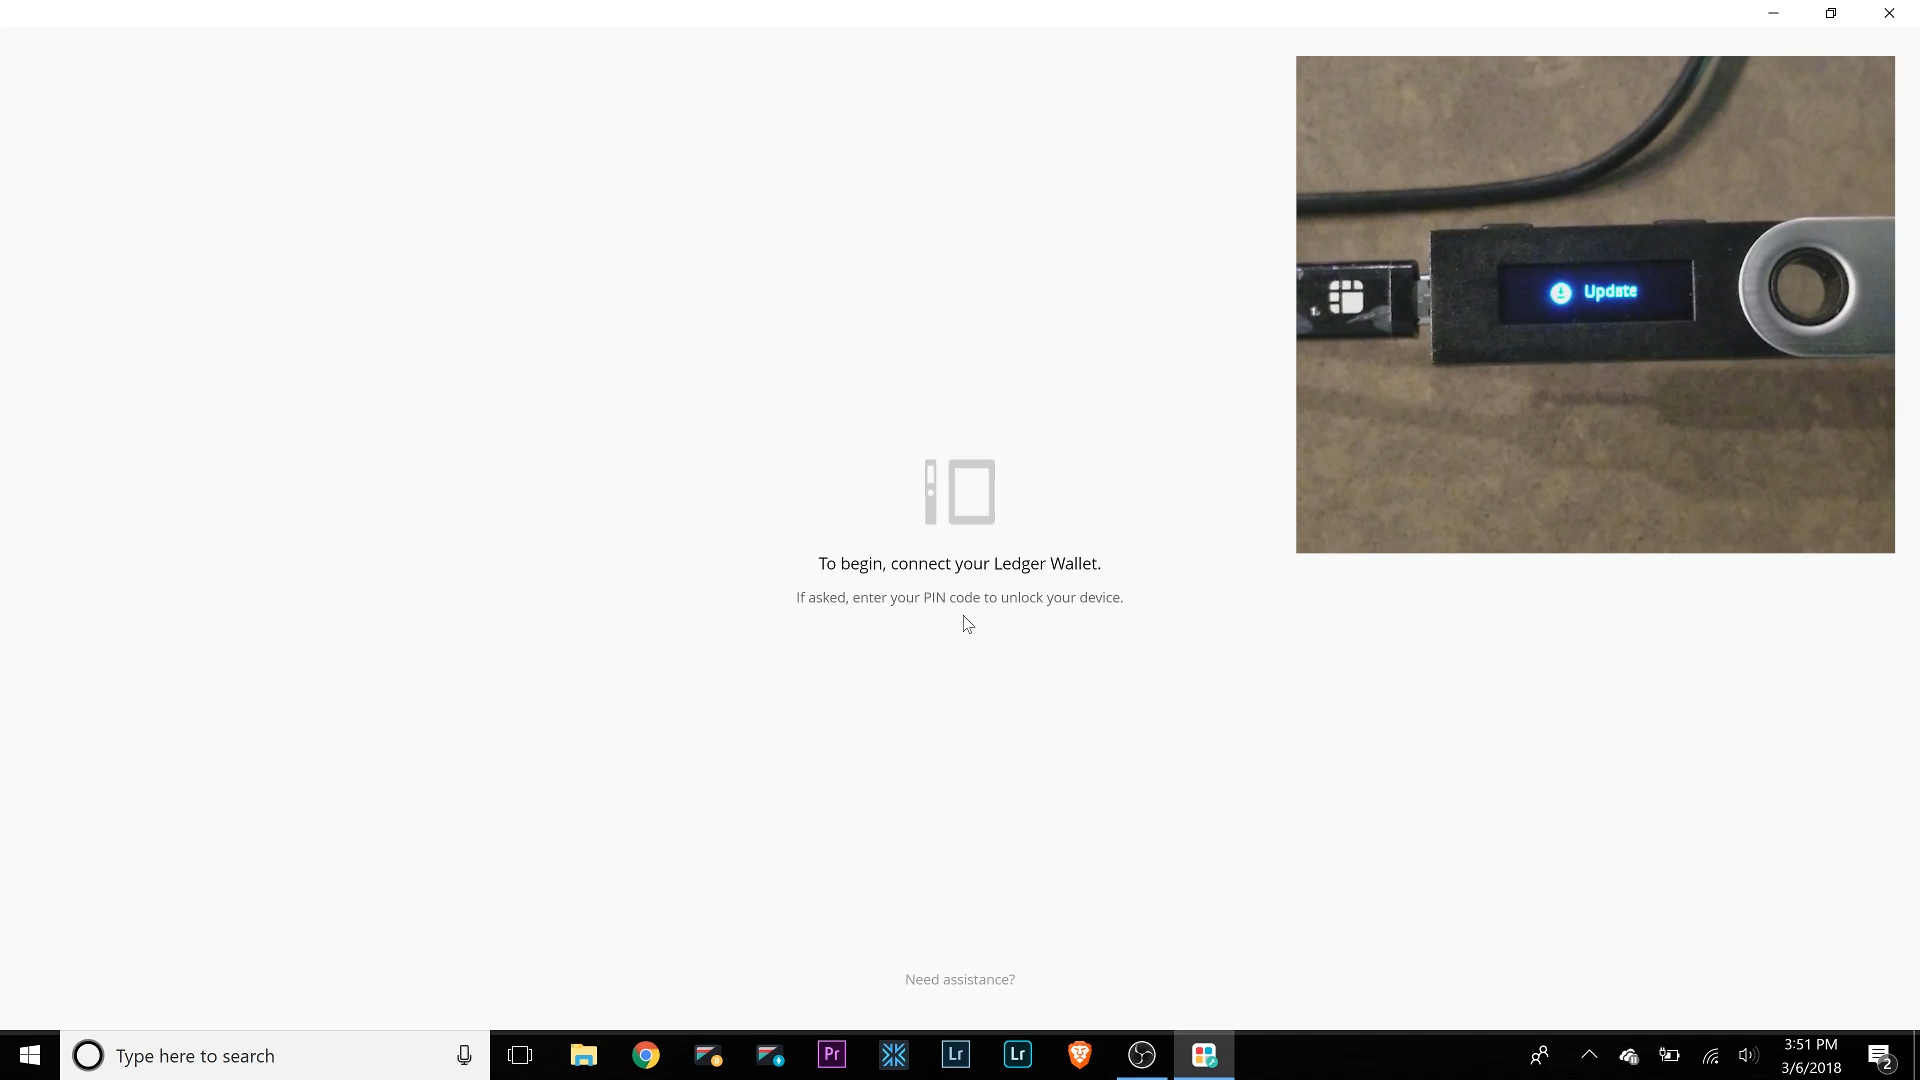 Update
To begin, connect your Ledger Wallet.
If asked, enter your PIN code to unlock your device.
Need assistance?
Type here to search
Pr
Lr
Lr
3:51 PM
3/6/2018
2